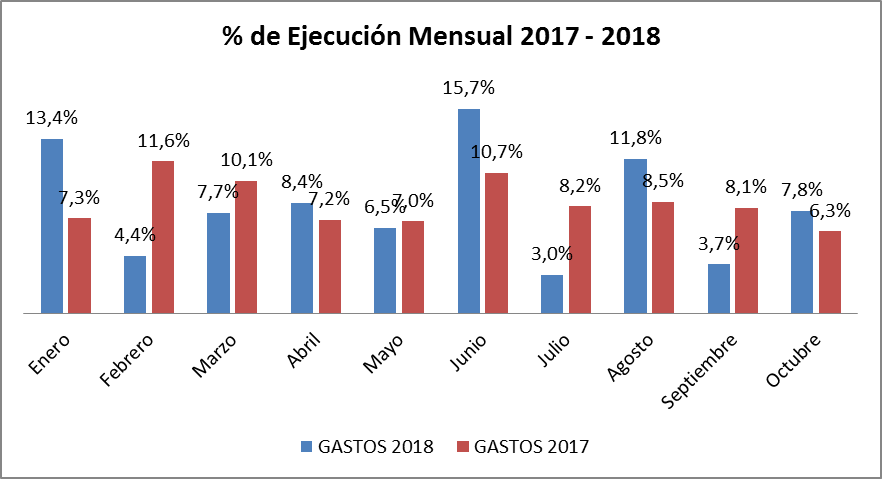 % de Ejecución Mensual 2017 - 2018
13,4%
7,3%
4,4%
11,6%
7,7%
10,1%
8,4%
7,2%
6,5%
7,0%
15,7%
10,7%
3,0%
8,2%
11,8%
8,5%
3,7%
8,1%
7,8%
6,3%
Enero
Febrero
Marzo
Abril
Mayo
Junio
Julio
Agosto
Septiembre
Octubre
GASTOS 2018
GASTOS 2017